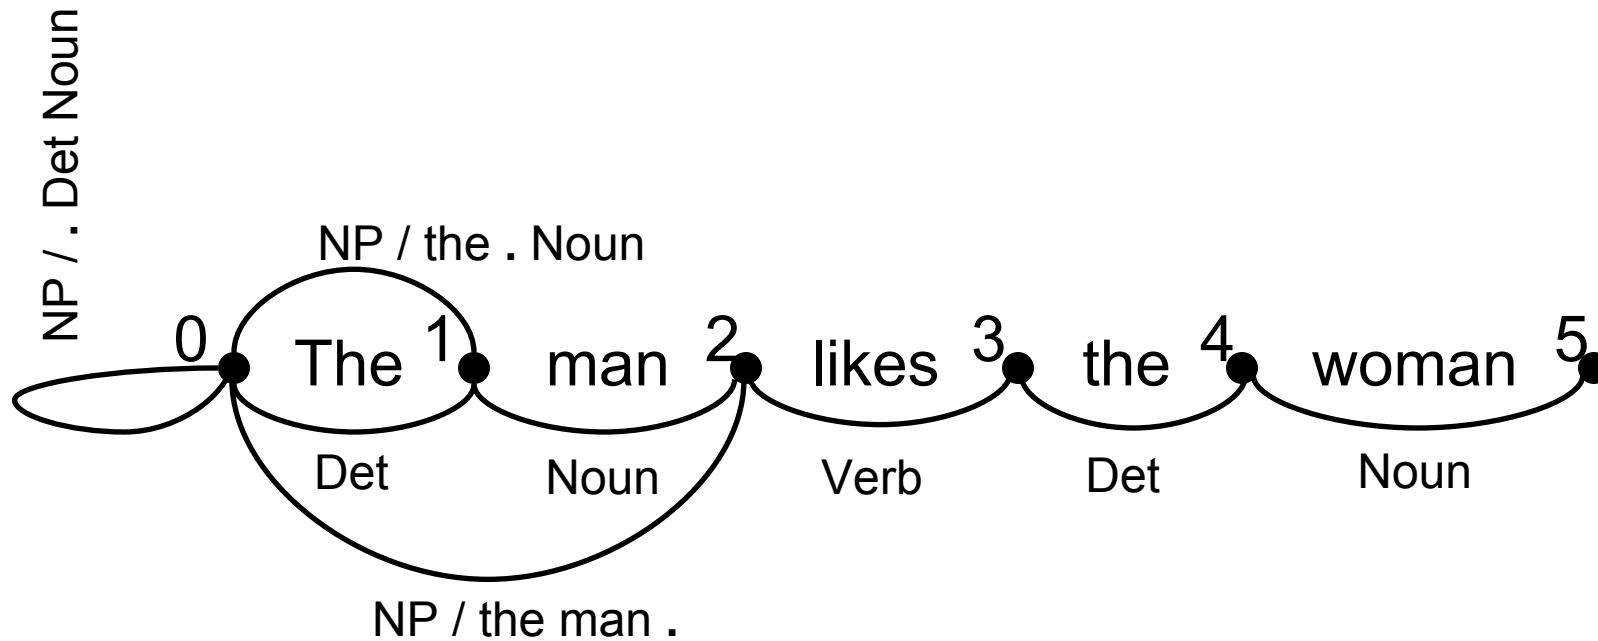 NP / . Det Noun
NP / the . Noun
0 The 1 man 2 likes 3 the 4 woman 5
Det Noun Verb Det Noun
NP / the man .